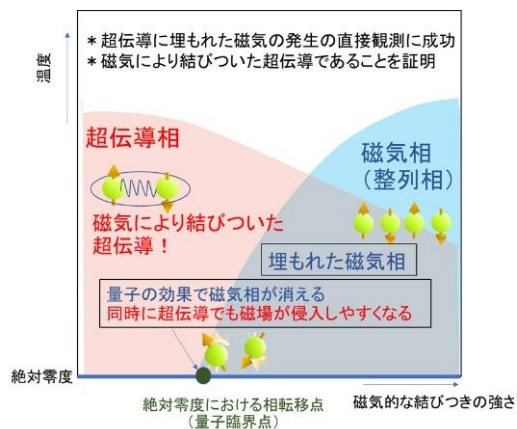 ＊超伝導に埋もれた磁気の発生の直接観測に成功
＊磁気により結びついた超伝導であることを証明
温度
超伝導相
磁気により結びついた
超伝導！
磁気相
（整列相）
埋もれた磁気相
量子の効果で磁気相が消える
同時に超伝導でも磁場が侵入しやすくなる
絶対零度
絶対零度における相転移点
（量子臨界点）
磁気的な結びつきの強さ